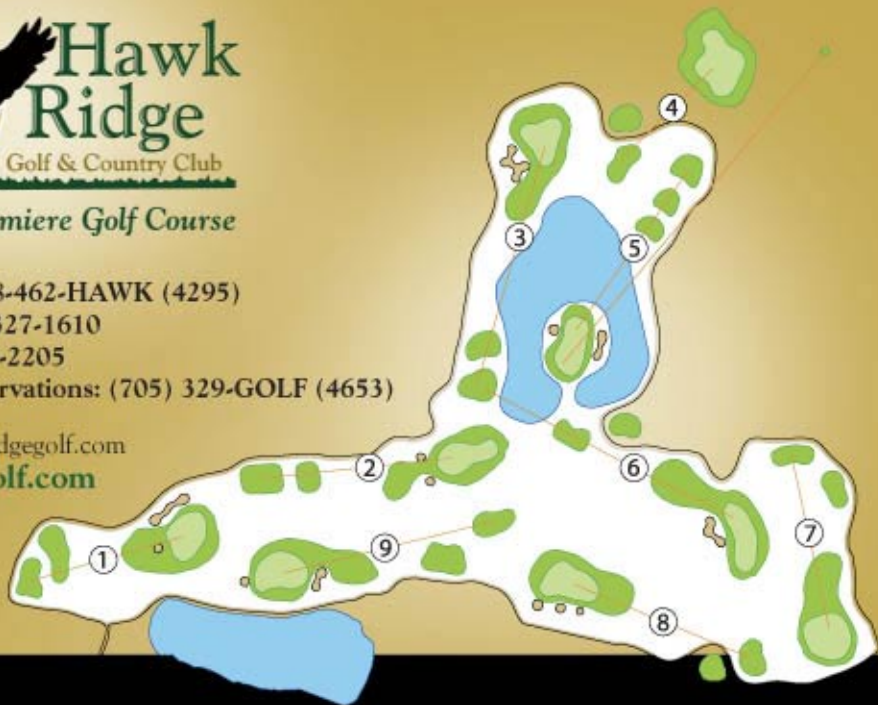 Hawk
Ridge
Golf & Country Club
miere Golf Course
8-462-HAWK (4295)
327-1610
-2205
rvations: (705) 329-GOLF (4653)
dgegolf.com
olf.com
4
3
5
2
6
9
7
1
8